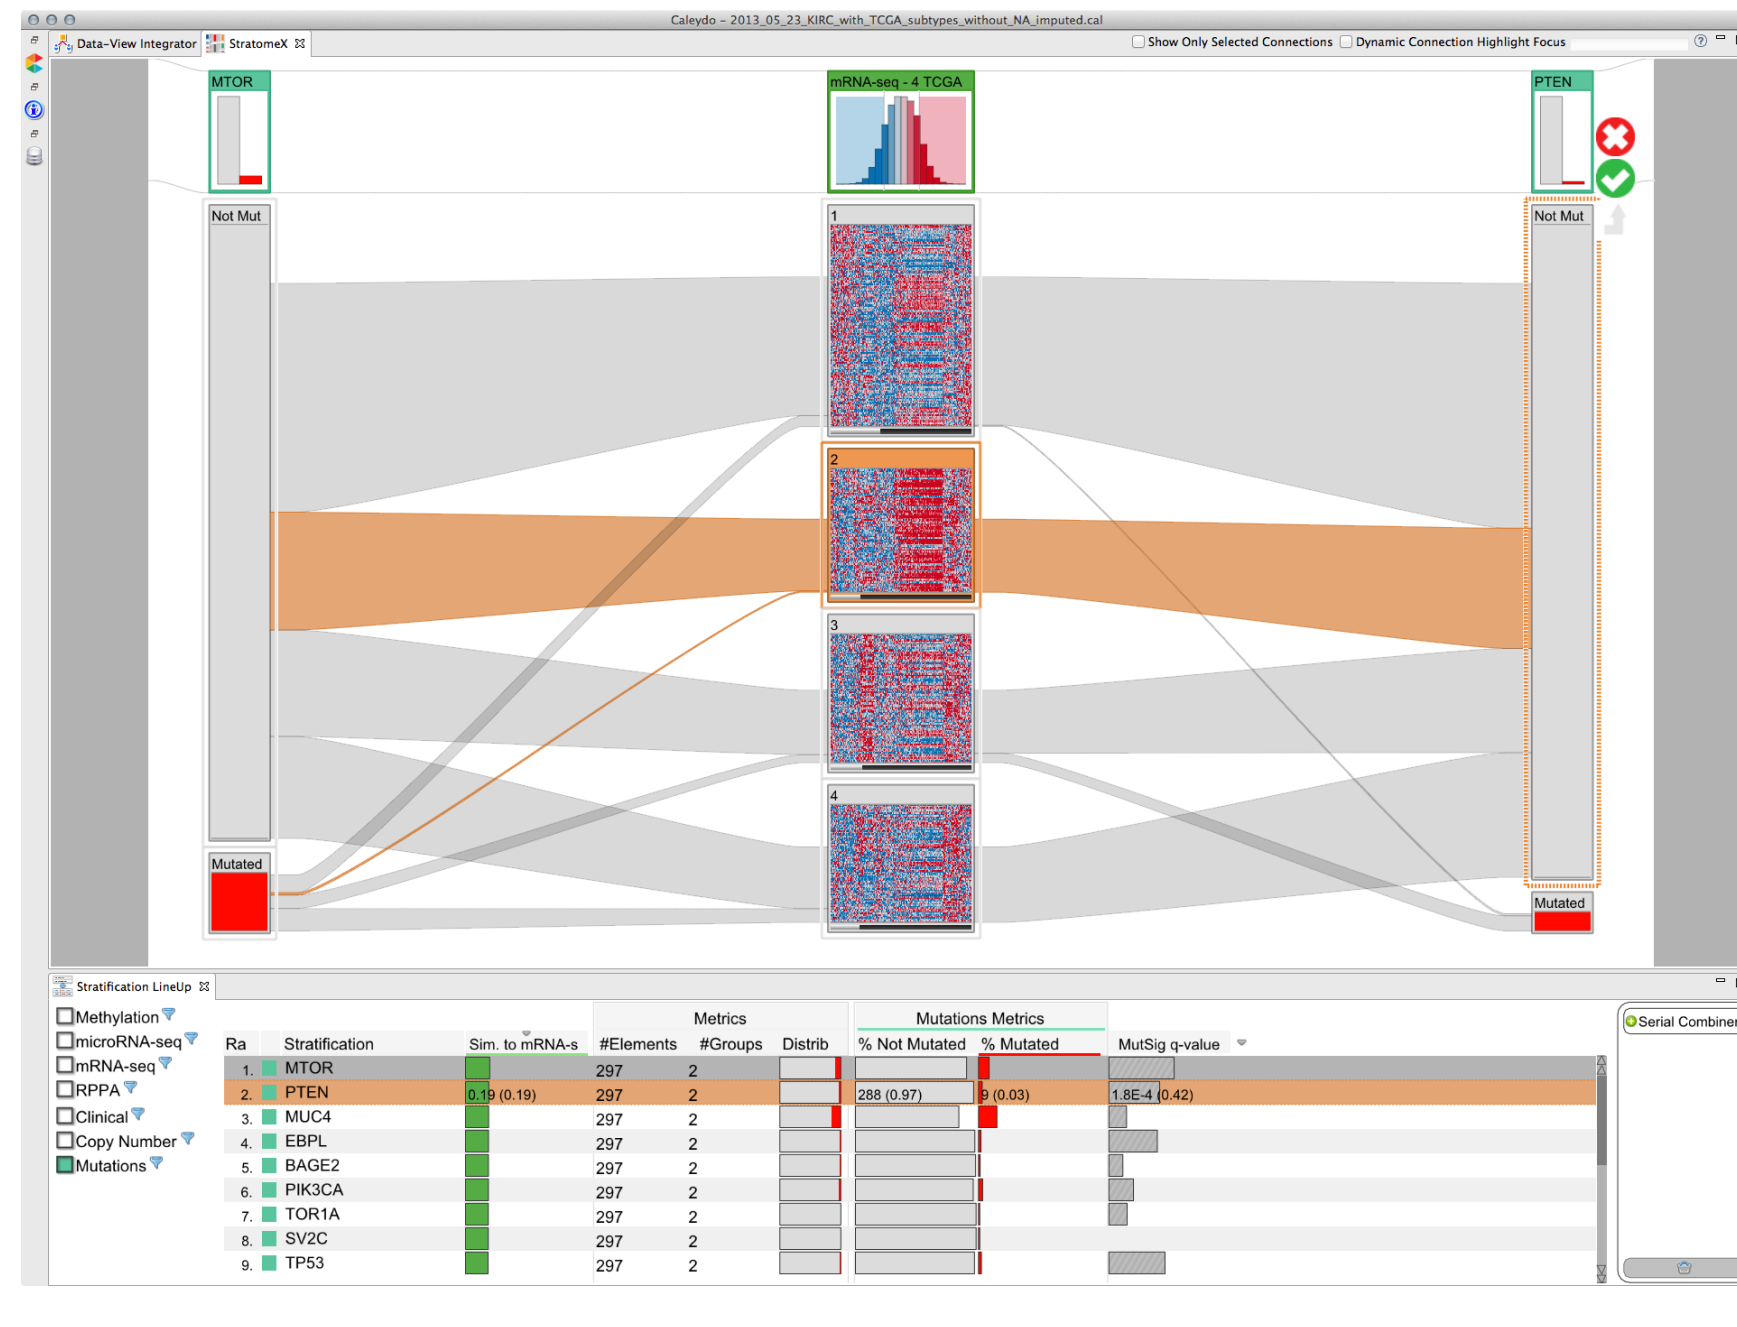 Caleydo - 2013_05_23_KIRC_with_TCGA_subtypes_without_NA_imputed.cal
Data-View Integrator StratomeX Show Only Selected Connections Dynamic Connection Highlight Focus
MTOR mRNA-seq - 4 TCGA PTEN
Not Mut 1 Not Mut
2
3
4
Mutated Mutated
Stratification LineUp
Methylation
microRNA-seq
mRNA-seq
RPPA
Clinical
Copy Number
Mutations
Metrics Mutations Metrics
Ra Stratification Sim. to mRNA-s #Elements #Groups Distrib % Not Mutated % Mutated MutSig q-value
1. MTOR 297 2
2. PTEN 0.19 (0.19) 297 2 288 (0.97) 9 (0.03) 1.8E-4 (0.42)
3. MUC4 297 2
4. EBPL 297 2
5. BAGE2 297 2
6. PIK3CA 297 2
7. TOR1A 297 2
8. SV2C 297 2
9. TP53 297 2
Serial Combiner